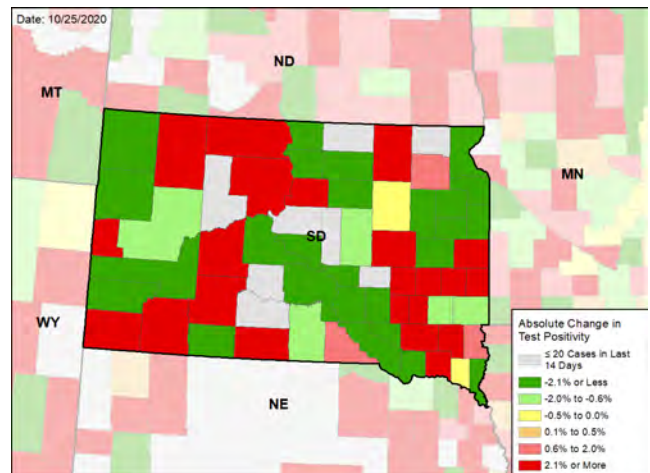 Date: 10/25/2020
ND
MT
MN
SD
WY
NE
Absolute Change in
Test Positivity
≤ 20 Cases in Last
14 Days
-2.1% or Less
-2.0% to -0.6%
-0.5% to 0.0%
0.1% to 0.5%
0.6% to 2.0%
2.1% or More